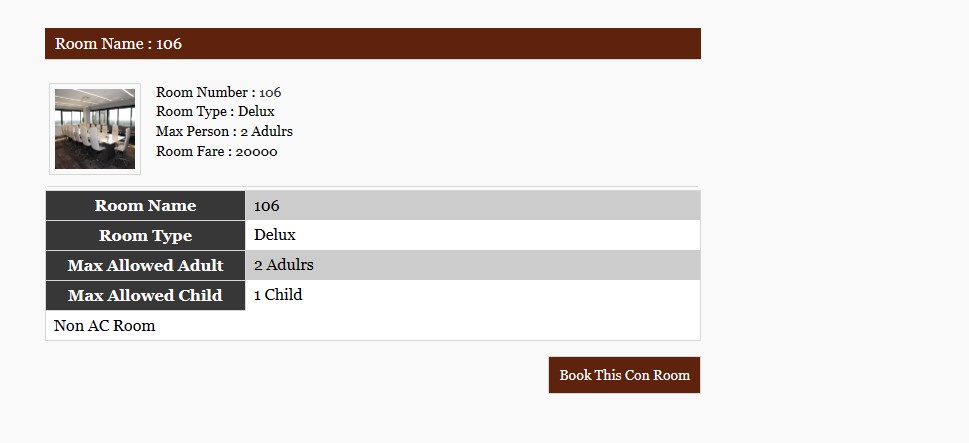 Room Name : 106
Room Number : 106
Room Type : Delux
Max Person : 2 Adulrs
Room Fare : 20000
Room Name 106
Room Type Delux
Max Allowed Adult 2 Adulrs
Max Allowed Child 1 Child
Non AC Room
Book This Con Room